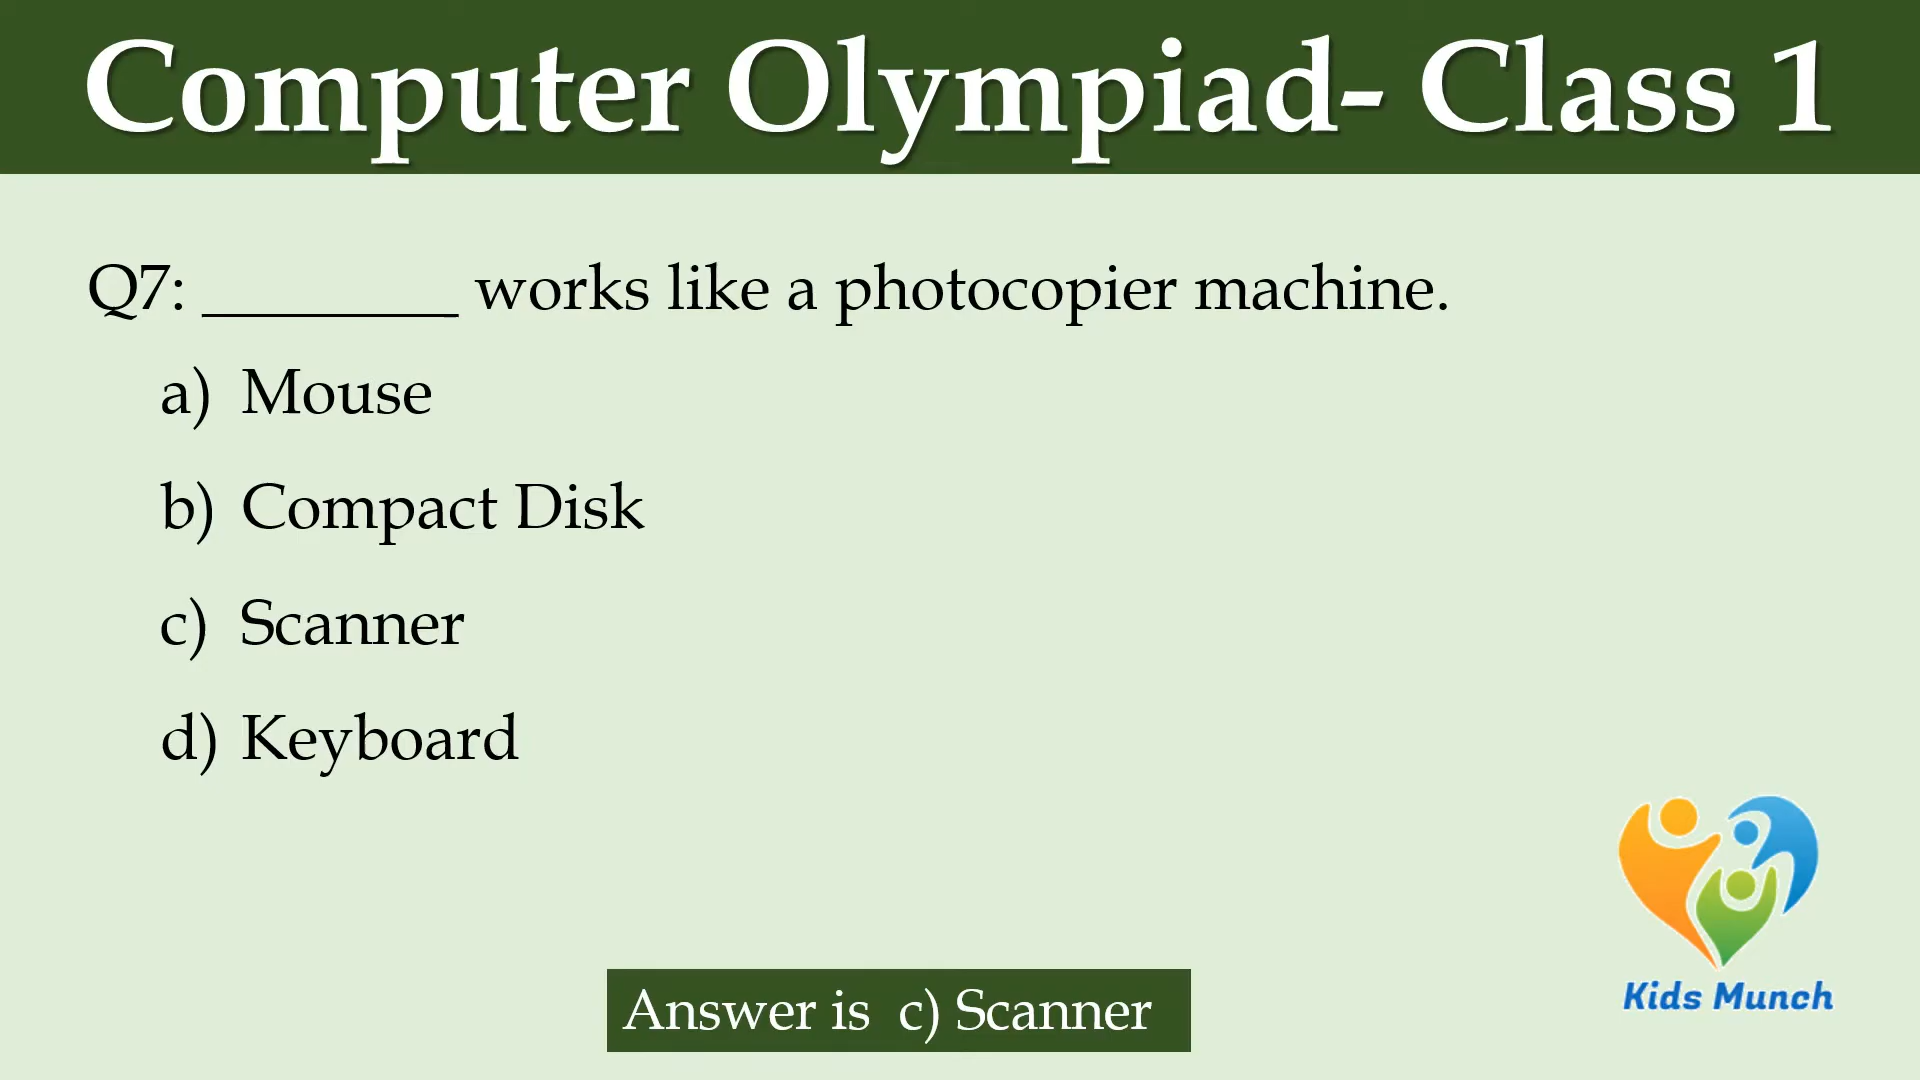 Computer Olympiad- Class 1
Q7: ________ works like a photocopier machine.
a) Mouse
b) Compact Disk
c) Scanner
d) Keyboard
Kids Munch
Answer is c) Scanner